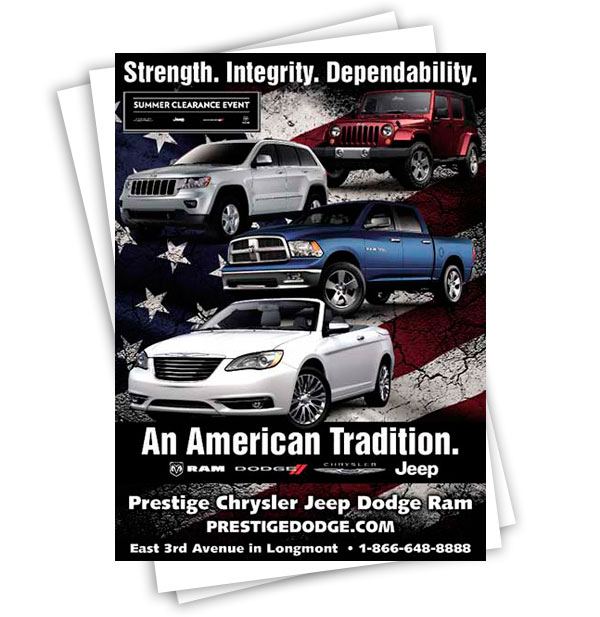 Strength. Integrity. Dependability.
SUMMER CLEARANCE EVENT
An American Tradition.
RAM DODGE CHRYSLER Jeep
Prestige Chrysler Jeep Dodge Ram
PRESTIGEDODGE.COM
East 3rd Avenue in Longmont • 1-866-648-8888